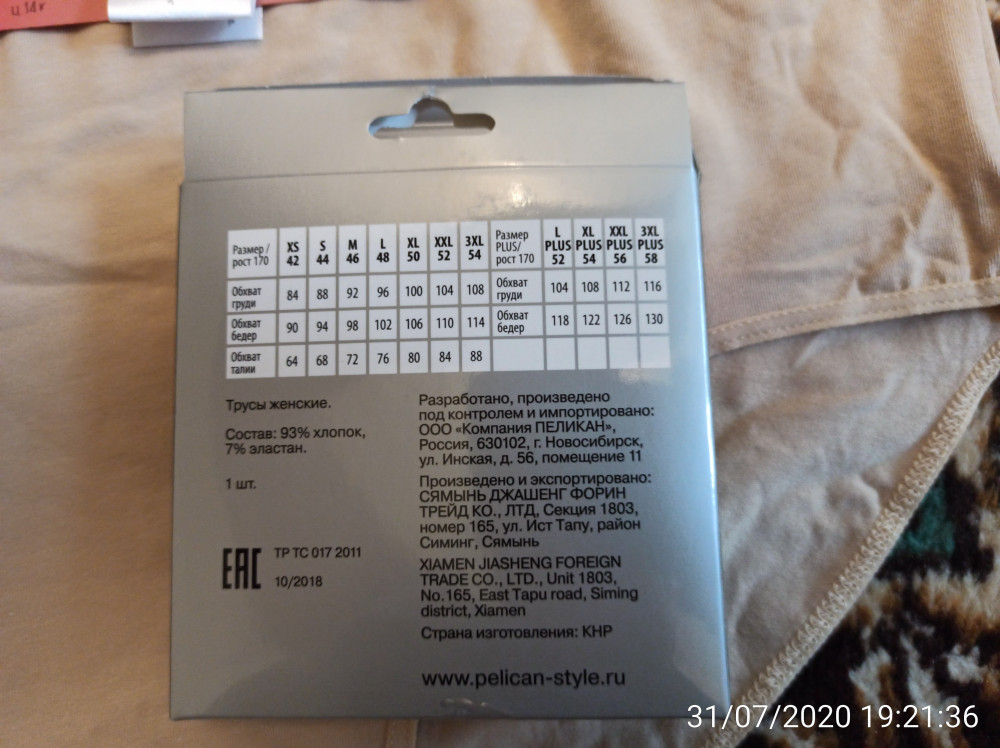 ц 14 к
Размер / XS S M L XL XXL 3XL Размер L XL XXL 3XL
рост 170 42 44 46 48 50 52 54 PLUS/ PLUS PLUS PLUS PLUS
рост 170 52 54 56 58
Обхват груди 84 88 92 96 100 104 108 Обхват груди 104 108 112 116
Обхват бедер 90 94 98 102 106 110 114 Обхват бедер 118 122 126 130
Обхват талии 64 68 72 76 80 84 88
Трусы женские.
Состав: 93% хлопок,
7% эластан.
1 шт.
EAC
ТР ТС 017 2011
10/2018
Разработано, произведено
под контролем и импортировано:
ООО «Компания ПЕЛИКАН»,
Россия, 630102, г. Новосибирск,
ул. Инская, д. 56, помещение 11
Произведено и экспортировано:
СЯМЫНЬ ДЖАШЕНГ ФОРИН
ТРЕЙД КО., ЛТД, Секция 1803,
номер 165, ул. Ист Тапу, район
Симинг, Сямынь
XIAMEN JIASHENG FOREIGN
TRADE CO., LTD., Unit 1803,
No.165, East Tapu road, Siming
district, Xiamen
Страна изготовления: КНР
www.pelican-style.ru
31/07/2020 19:21:36